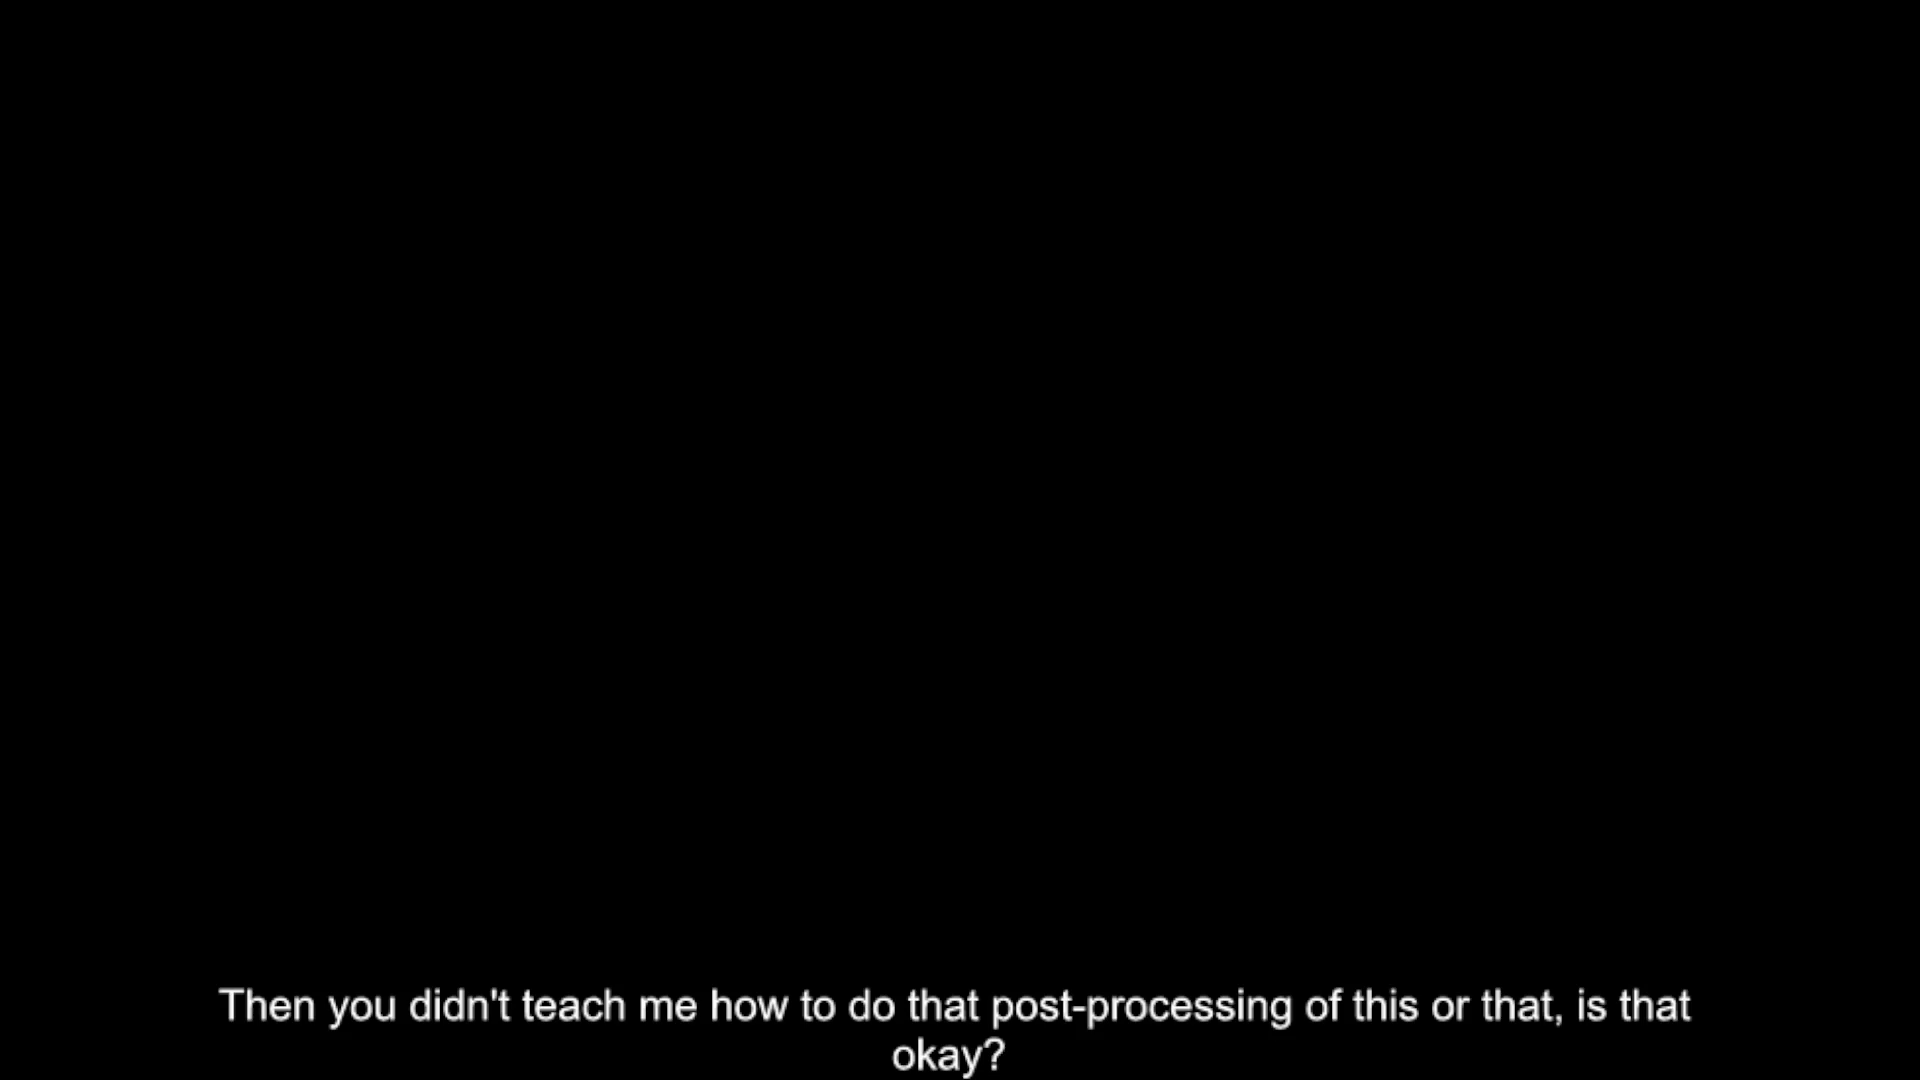 Then you didn't teach me how to do that post-processing of this or that, is that
okay?